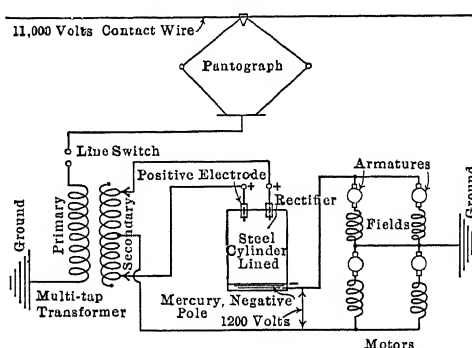 11,000 Volts Contact Wire
Pantograph
Line Switch
Positive Electrode
+ +
Rectifier
Armatures
Ground
Primary
Secondary
Steel
Cylinder
Lined
Fields
Ground
Multi-tap
Transformer
Mercury, Negative
Pole
1200 Volts
Motors